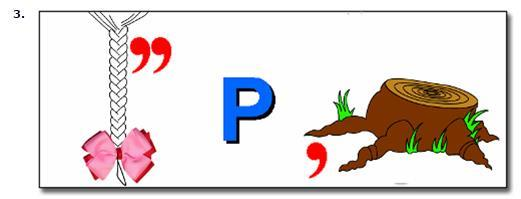 3.
,,
P
,